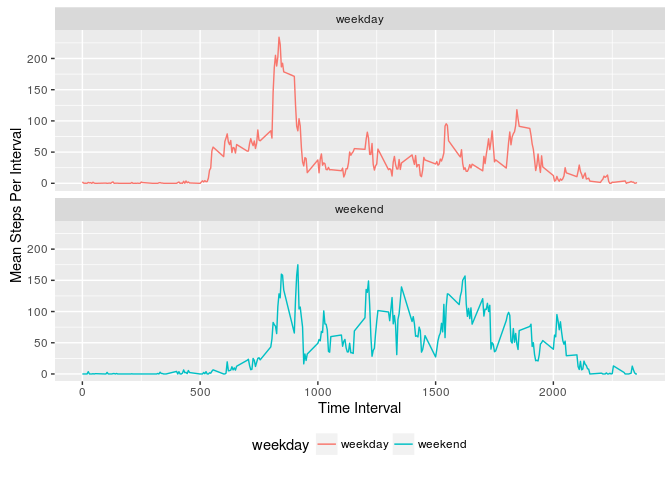 weekday
200
150
100
50
0
weekend
200
150
100
50
0
Mean Steps Per Interval
0 500 1000 1500 2000
Time Interval
weekday weekday weekend